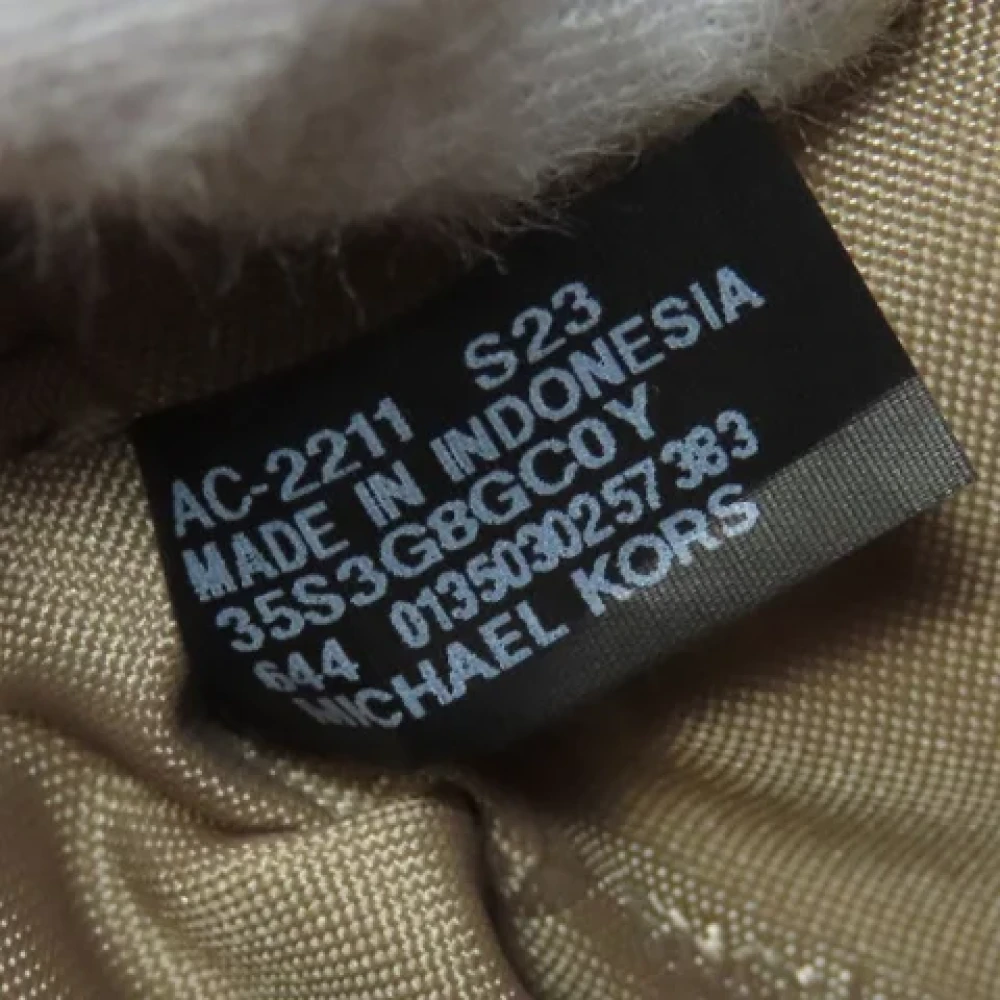 AC-2211 S23
MADE IN INDONESIA
35S3G8GC0Y
644 0135030257383
MICHAEL KORS